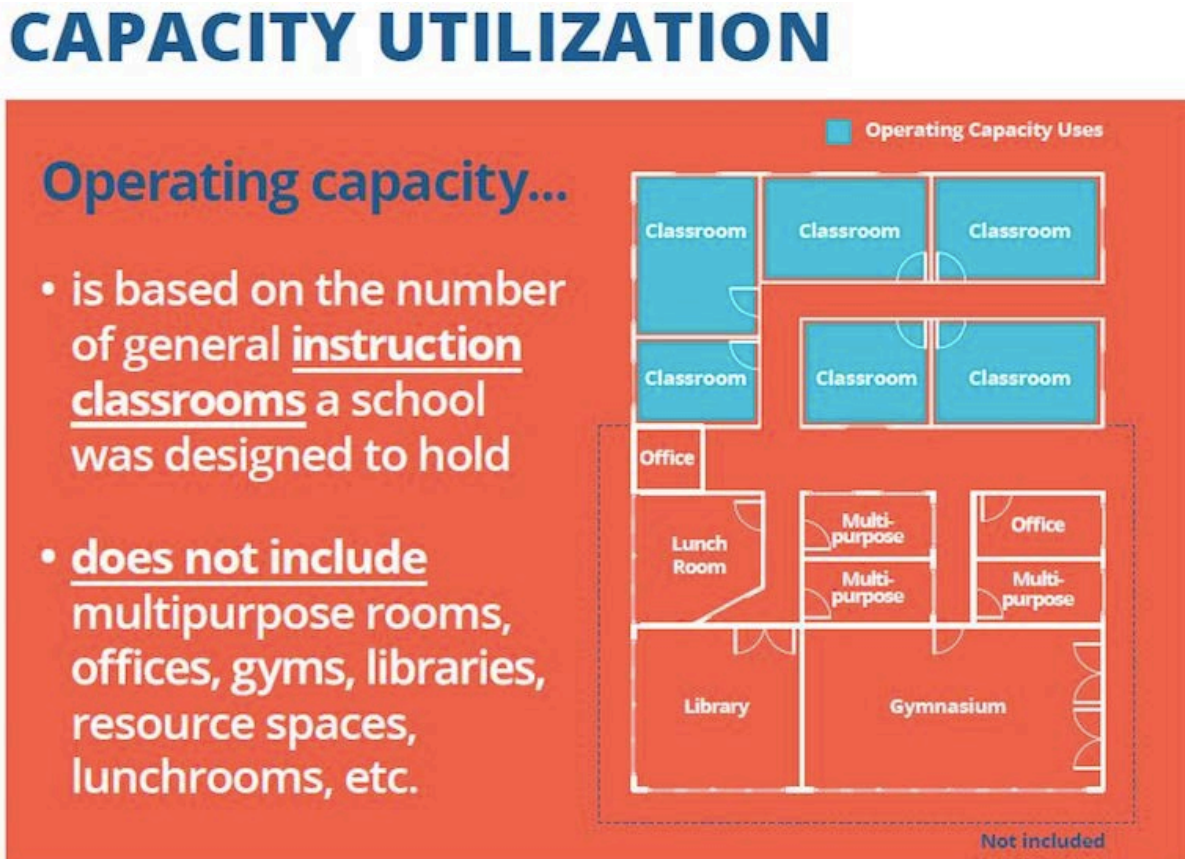 CAPACITY UTILIZATION
Operating Capacity Uses
Operating capacity...
• is based on the number
of general instruction
classrooms a school
was designed to hold
• does not include
multipurpose rooms,
offices, gyms, libraries,
resource spaces,
lunchrooms, etc.
Classroom
Classroom
Classroom
Classroom
Classroom
Classroom
Office
Lunch
Room
Multi-
purpose
Office
Multi-
purpose
Multi-
purpose
Library
Gymnasium
Not included